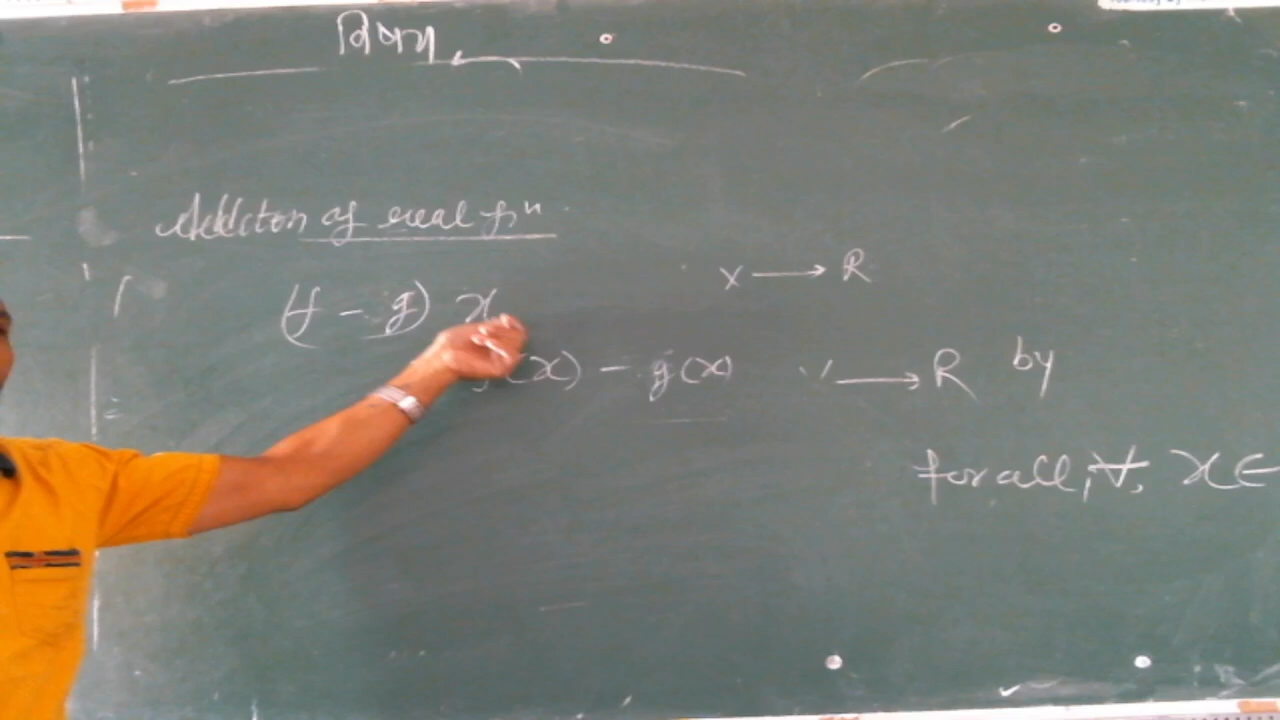 विषय
Addition of real fn
X → R
(f - g) x
(x) - g(x) → R by
for all, ∀, x ∈